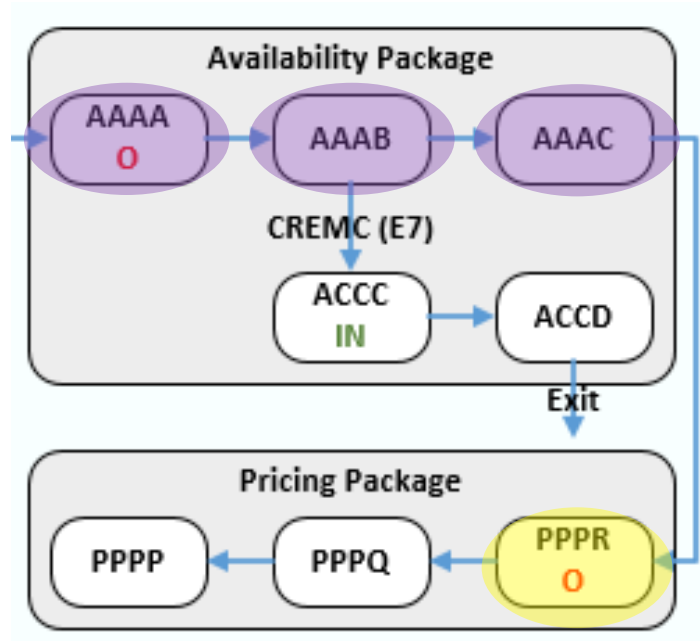 Availability Package
AAAA
O
AAAB
AAAC
CREMC (E7)
ACCC
IN
ACCD
Exit
Pricing Package
PPPP
PPPQ
PPPR
O